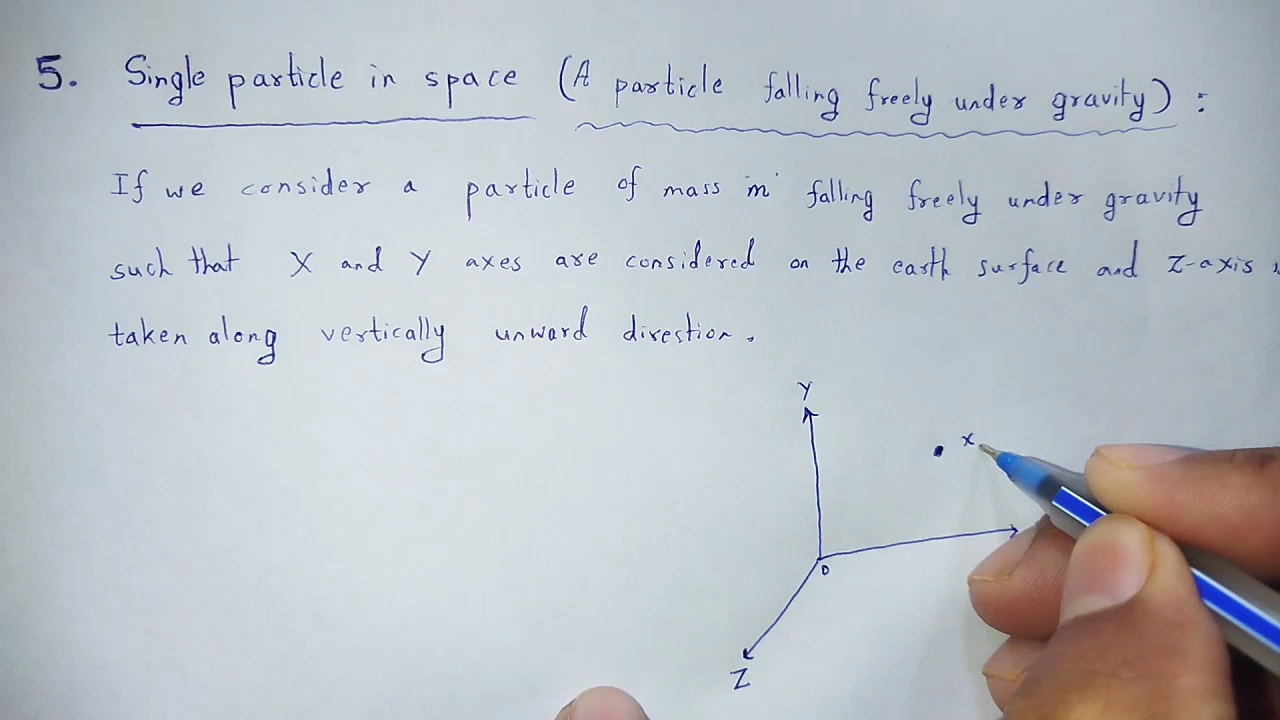 5. Single particle in space (A particle falling freely under gravity) :
If we consider a particle of mass 'm' falling freely under gravity
such that X and Y axes are considered on the earth surface and Z-axis
taken along vertically unward direction.
Y
x
O
Z